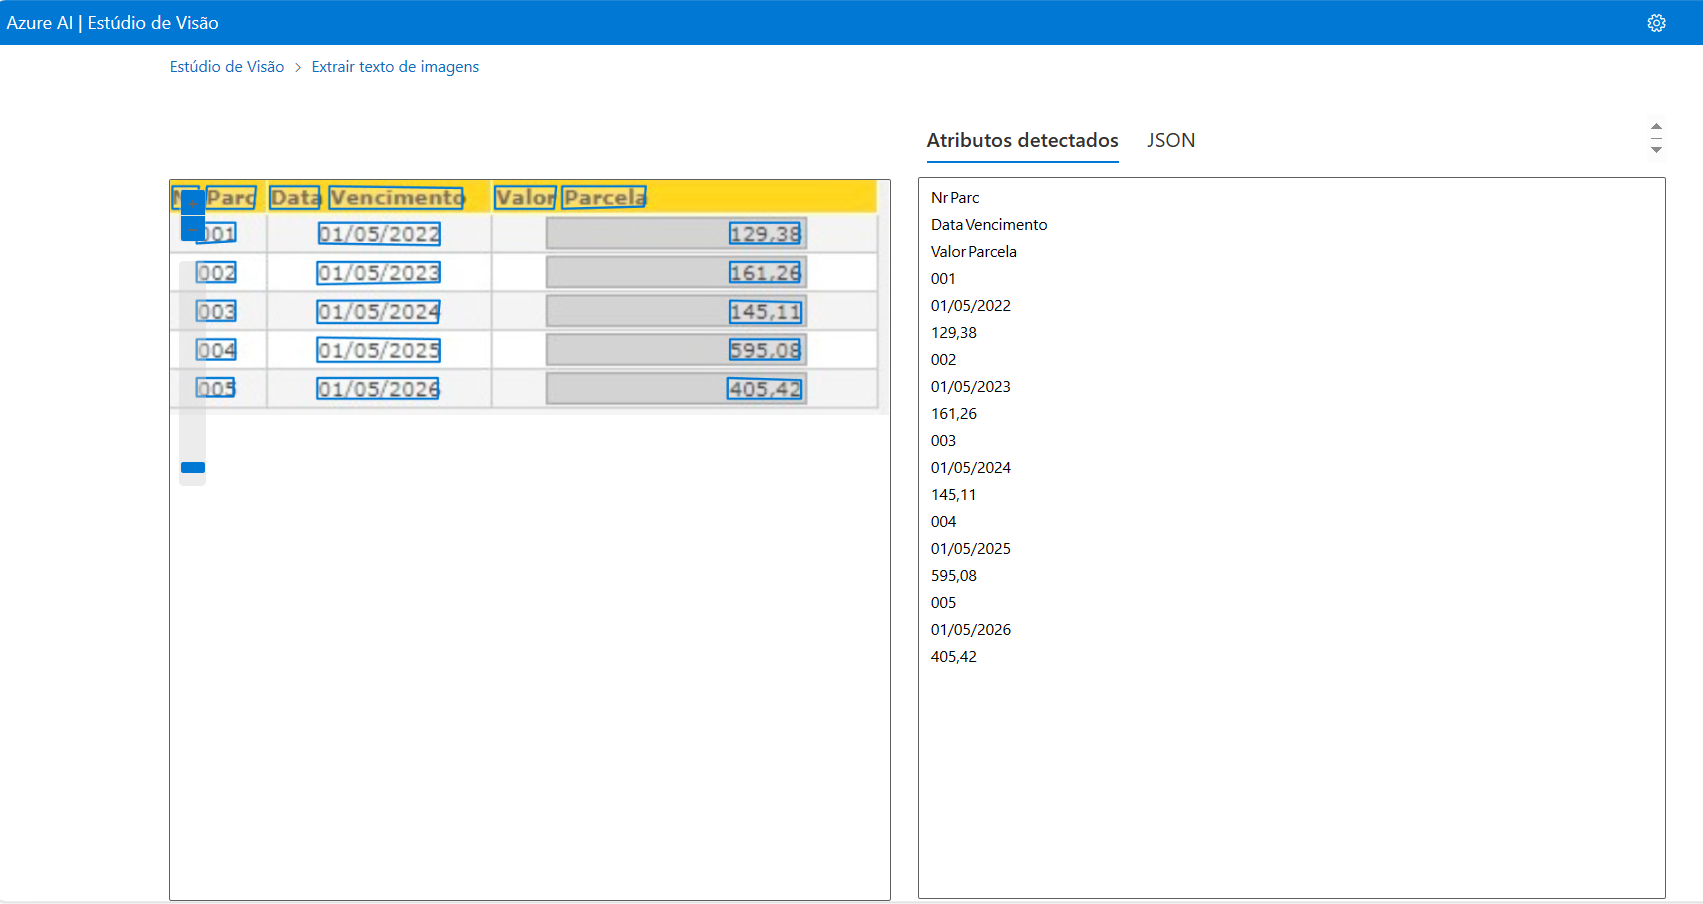 Azure AI | Estúdio de Visão
Estúdio de Visão > Extrair texto de imagens
Atributos detectados JSON
Parc Data Vencimento Valor Parcela
001 01/05/2022 129,38
002 01/05/2023 161,26
003 01/05/2024 145,11
004 01/05/2025 595,08
005 01/05/2026 405,42
Nr Parc
Data Vencimento
Valor Parcela
001
01/05/2022
129,38
002
01/05/2023
161,26
003
01/05/2024
145,11
004
01/05/2025
595,08
005
01/05/2026
405,42